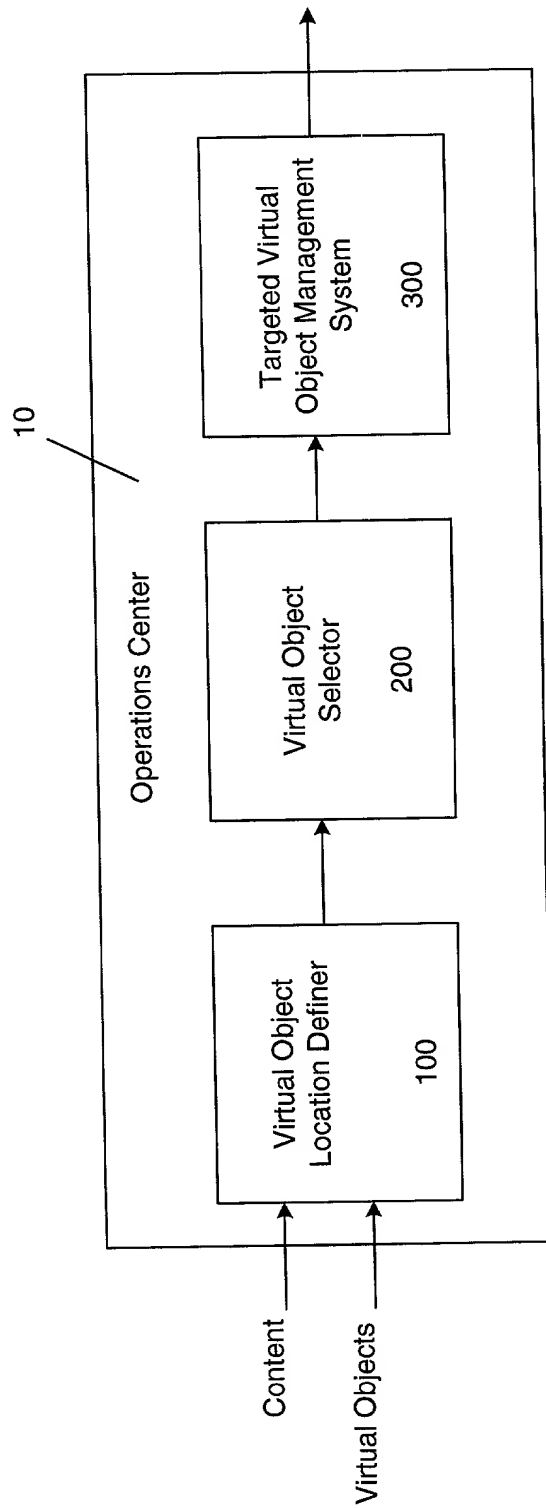 10
Operations Center
Content
Virtual Objects
Virtual Object
Location Definer
100
Virtual Object
Selector
200
Targeted Virtual
Object Management
System
300